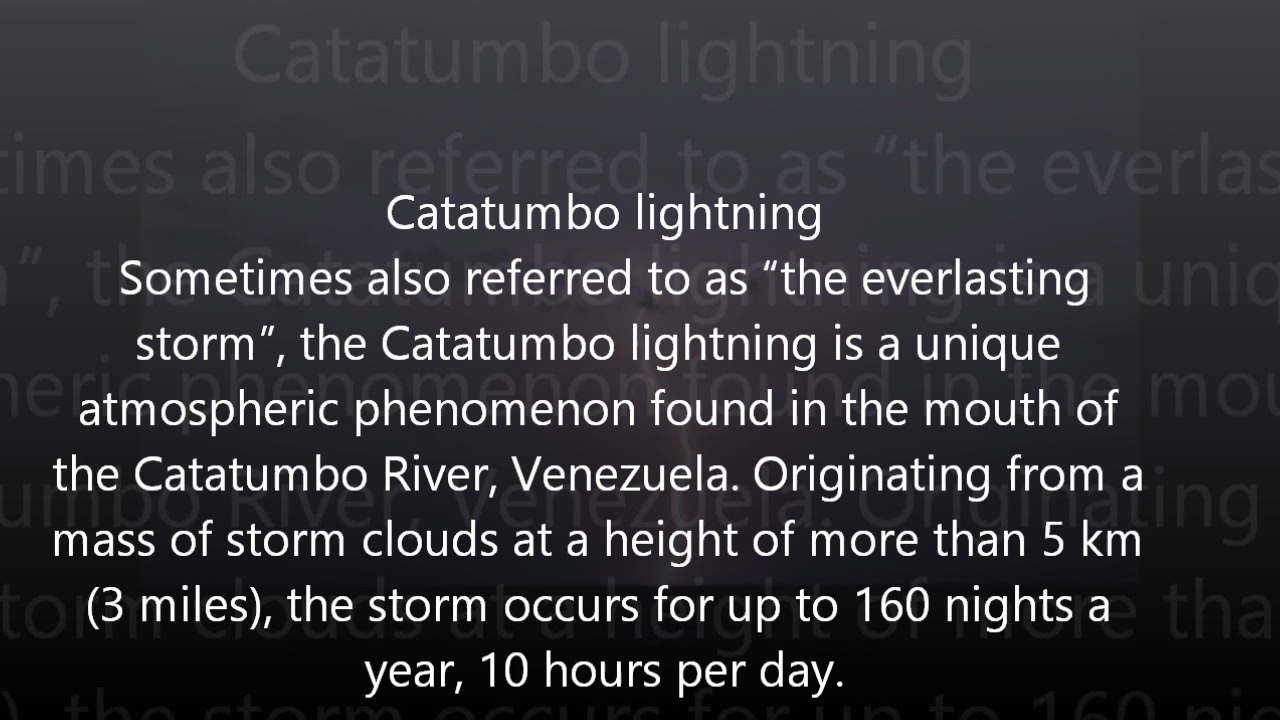 Catatumbo lightning
Sometimes also referred to as “the everlasting
storm”, the Catatumbo lightning is a unique
atmospheric phenomenon found in the mouth of
the Catatumbo River, Venezuela. Originating from a
mass of storm clouds at a height of more than 5 km
(3 miles), the storm occurs for up to 160 nights a
year, 10 hours per day.